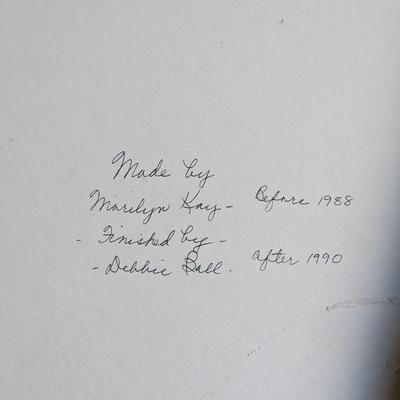 Made by
Marilyn Kay - Before 1988
- Finished by -
- Debbie Ball. After 1990